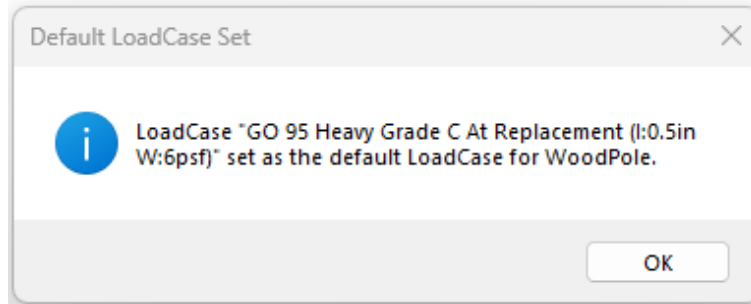 Default LoadCase Set
LoadCase "GO 95 Heavy Grade C At Replacement (I:0.5in
W:6psf)" set as the default LoadCase for WoodPole.
OK